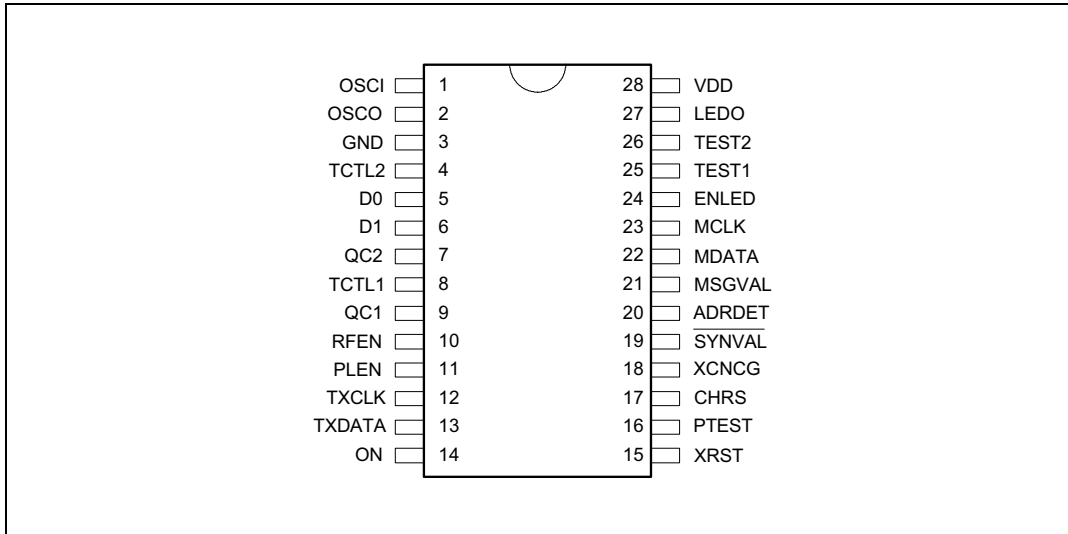 OSCI 1 28 VDD
OSCO 2 27 LEDO
GND 3 26 TEST2
TCTL2 4 25 TEST1
D0 5 24 ENLED
D1 6 23 MCLK
QC2 7 22 MDATA
TCTL1 8 21 MSGVAL
QC1 9 20 ADRDET
RFEN 10 19 SYNVAL
PLEN 11 18 XCNCG
TXCLK 12 17 CHRS
TXDATA 13 16 PTEST
ON 14 15 XRST